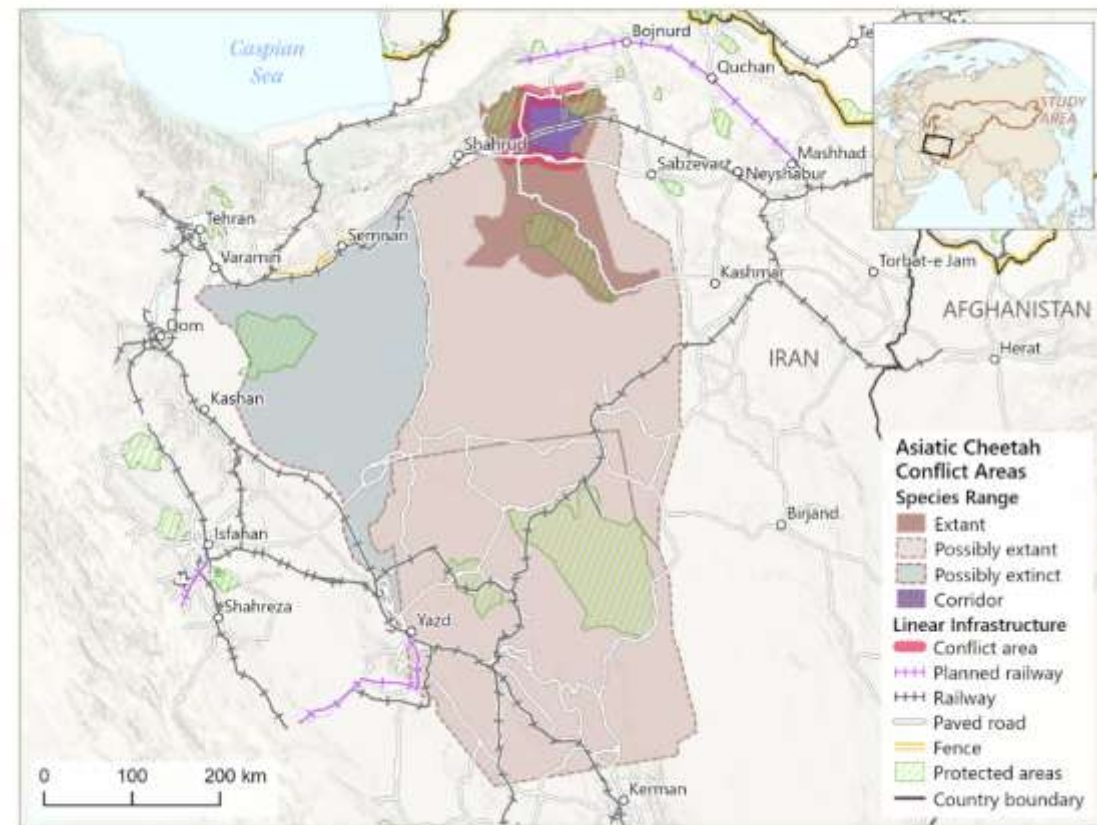 Caspian
Sea
Bojnurd
Te
Quchan
STUDY
AREA
Shahrud
Sabzevar
Mashhad
Neyshabur
Tehran
Semnan
Varamin
Kashmar
Torbat-e Jam
AFGHANISTAN
Qom
IRAN
Herat
Kashan
Birjand
Isfahan
Shahreza
Yazd
Kerman
Asiatic Cheetah
Conflict Areas
Species Range
Extant
Possibly extant
Possibly extinct
Corridor
Linear Infrastructure
Conflict area
Planned railway
Railway
Paved road
Fence
Protected areas
Country boundary
0 100 200 km